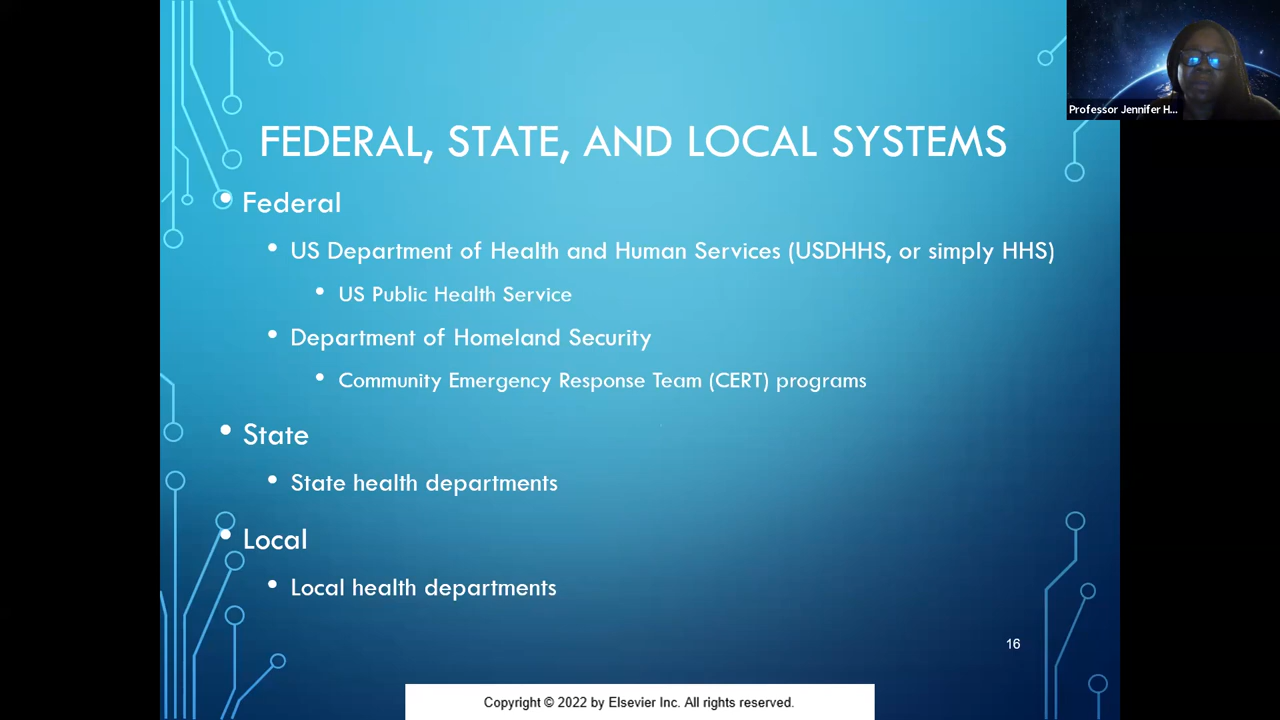 Professor Jennifer H...
FEDERAL, STATE, AND LOCAL SYSTEMS
• Federal
• US Department of Health and Human Services (USDHHS, or simply HHS)
• US Public Health Service
• Department of Homeland Security
• Community Emergency Response Team (CERT) programs
• State
• State health departments
• Local
• Local health departments
16
Copyright © 2022 by Elsevier Inc. All rights reserved.